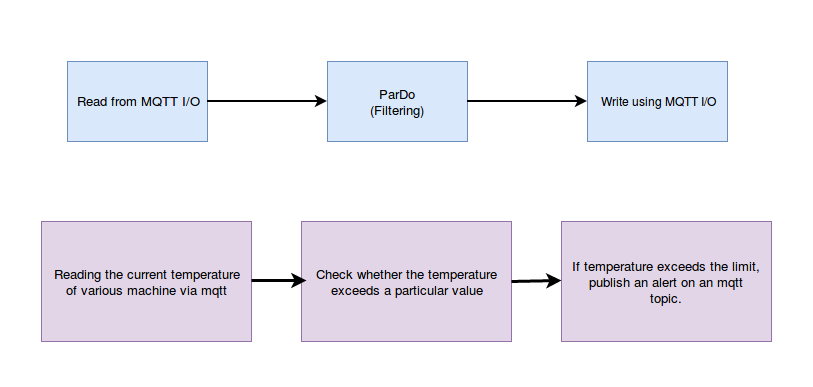 Read from MQTT I/O
ParDo
(Filtering)
Write using MQTT I/O
Reading the current temperature
of various machine via mqtt
Check whether the temperature
exceeds a particular value
If temperature exceeds the limit,
publish an alert on an mqtt
topic.